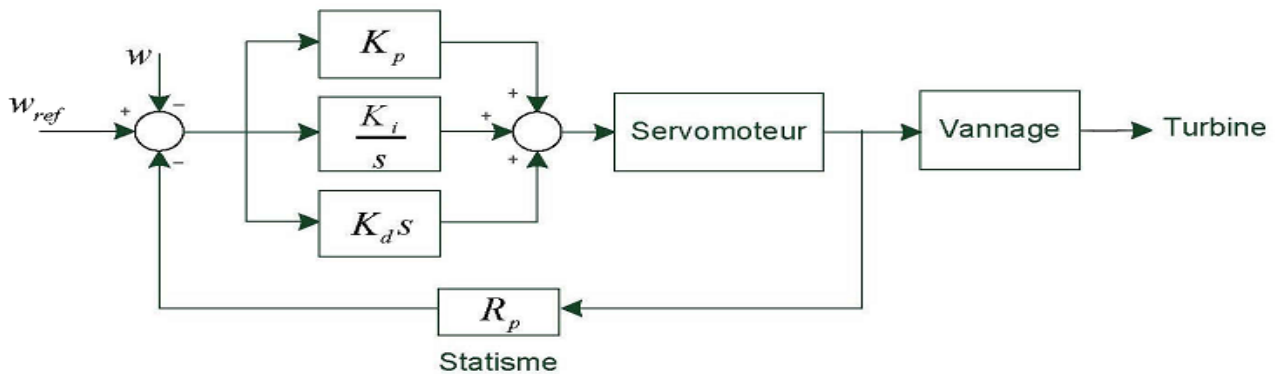 w
w_ref
+
−
−
K_p
K_i
s
K_d s
+
+
+
Servomoteur
Vannage
Turbine
R_p
Statisme